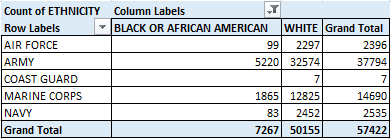 Count of ETHNICITY Column Labels
Row Labels BLACK OR AFRICAN AMERICAN WHITE Grand Total
AIR FORCE 99 2297 2396
ARMY 5220 32574 37794
COAST GUARD 7 7
MARINE CORPS 1865 12825 14690
NAVY 83 2452 2535
Grand Total 7267 50155 57422